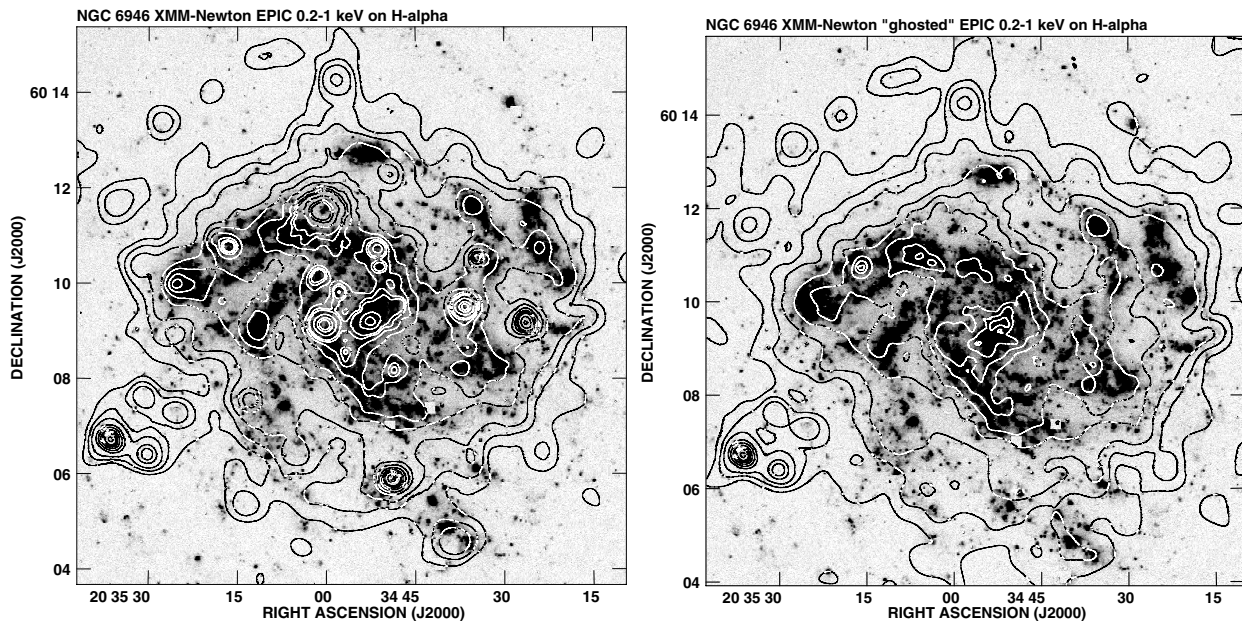 NGC 6946 XMM-Newton EPIC 0.2-1 keV on H-alpha
DECLINATION (J2000)
60 14
12
10
08
06
04
20 35 30
15
00
34 45
30
15
RIGHT ASCENSION (J2000)
NGC 6946 XMM-Newton "ghosted" EPIC 0.2-1 keV on H-alpha
DECLINATION (J2000)
60 14
12
10
08
06
04
20 35 30
15
00
34 45
30
15
RIGHT ASCENSION (J2000)